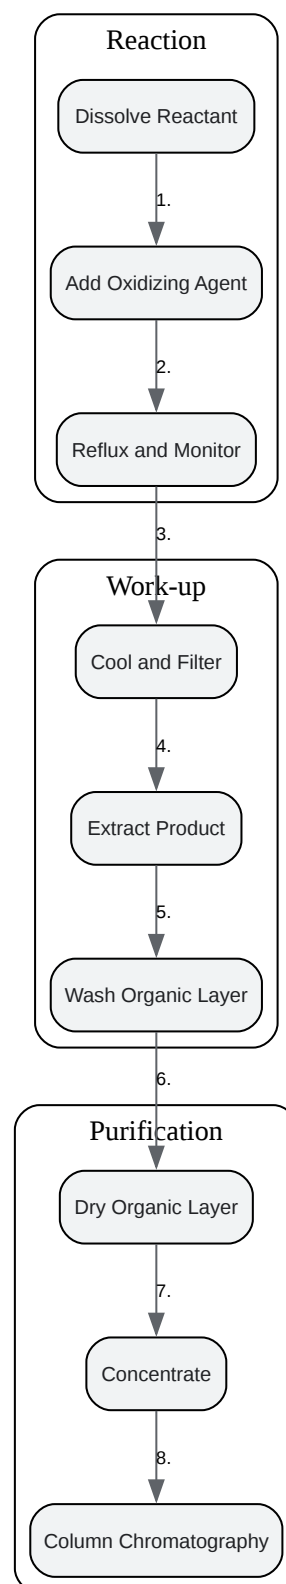 Reaction
Dissolve Reactant
1.
Add Oxidizing Agent
2.
Reflux and Monitor
3.
Work-up
Cool and Filter
4.
Extract Product
5.
Wash Organic Layer
6.
Purification
Dry Organic Layer
7.
Concentrate
8.
Column Chromatography